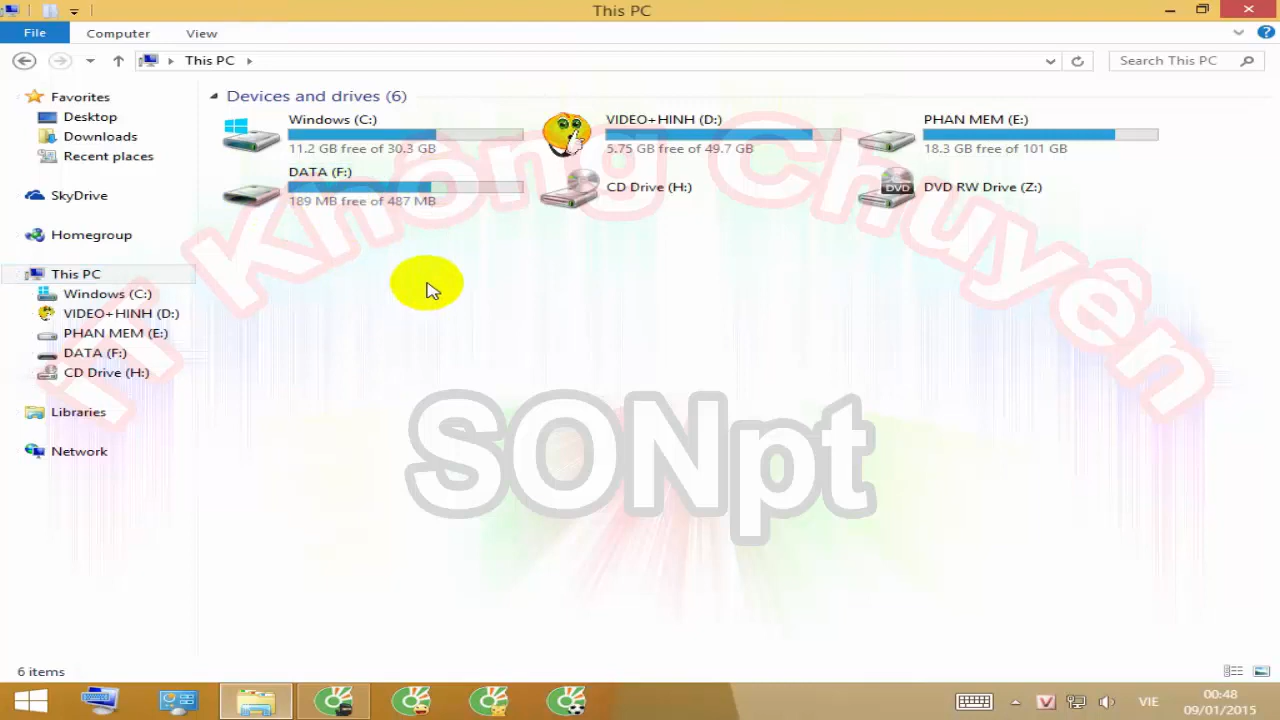 This PC
File
Computer
View
This PC
Search This PC
Favorites
Desktop
Downloads
Recent places
SkyDrive
Homegroup
This PC
Windows (C:)
VIDEO+HINH (D:)
PHAN MEM (E:)
DATA (F:)
CD Drive (H:)
Libraries
Network
Devices and drives (6)
Windows (C:)
11.2 GB free of 30.3 GB
VIDEO+HINH (D:)
5.75 GB free of 49.7 GB
PHAN MEM (E:)
18.3 GB free of 101 GB
DATA (F:)
189 MB free of 487 MB
CD Drive (H:)
DVD
DVD RW Drive (Z:)
IT Không Chuyên
SONpt
6 items
V
VIE
00:48
09/01/2015